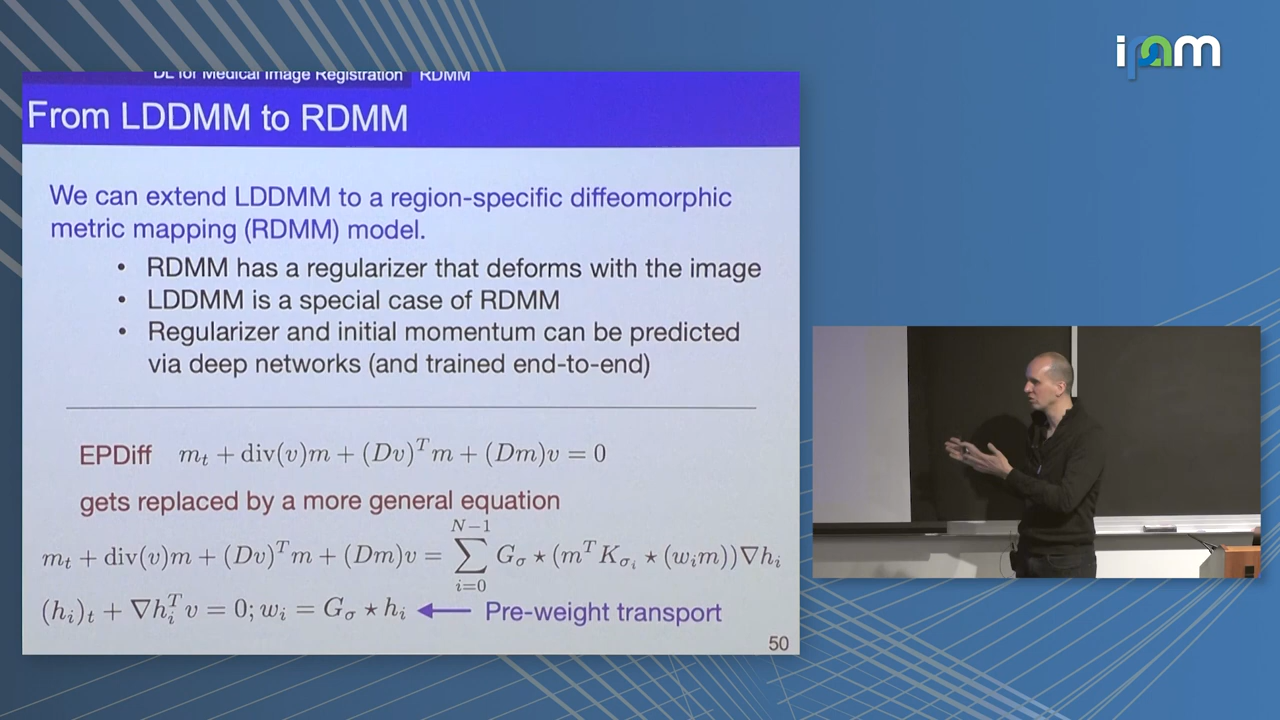 ipam
DL for Medical Image Registration RDMM
From LDDMM to RDMM
We can extend LDDMM to a region-specific diffeomorphic
metric mapping (RDMM) model.
• RDMM has a regularizer that deforms with the image
• LDDMM is a special case of RDMM
• Regularizer and initial momentum can be predicted
via deep networks (and trained end-to-end)
EPDiff m_t + div(v)m + (Dv)^T m + (Dm)v = 0
gets replaced by a more general equation
m_t + div(v)m + (Dv)^T m + (Dm)v = \sum_{i=0}^{N-1} G_σ ⋆ (m^T K_{σ_i} ⋆ (w_i m))∇h_i
(h_i)_t + ∇h_i^T v = 0; w_i = G_σ ⋆ h_i ← Pre-weight transport
50